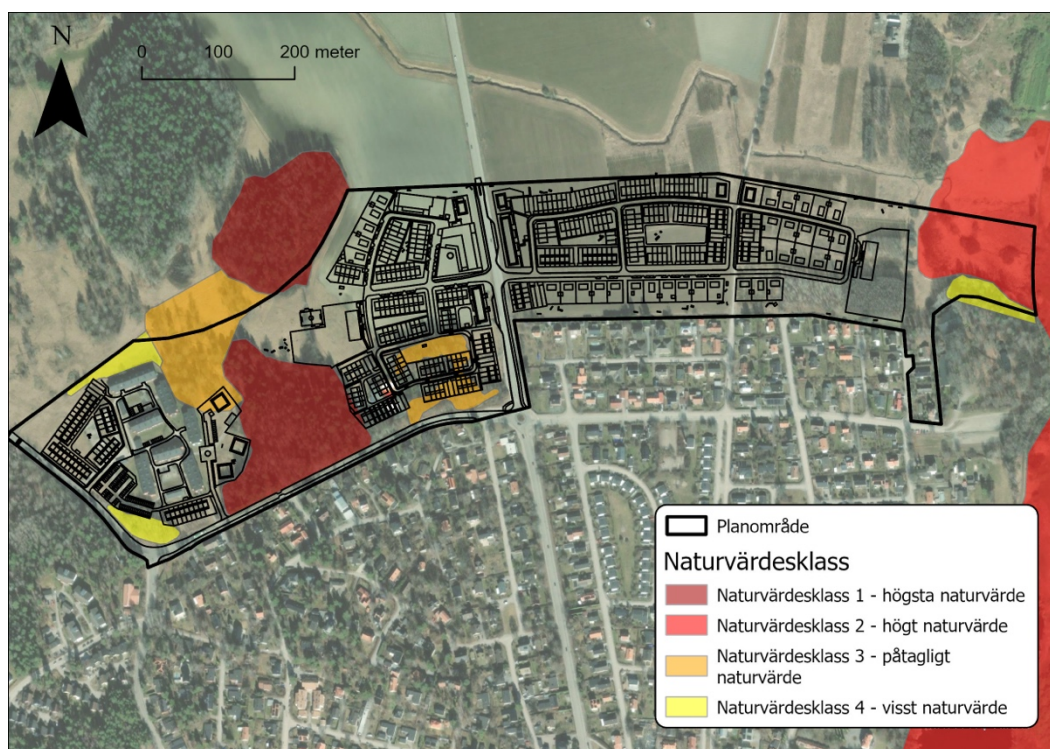 N
0 100 200 meter
Planområde
Naturvärdesklass
Naturvärdesklass 1 - högsta naturvärde
Naturvärdesklass 2 - högt naturvärde
Naturvärdesklass 3 - påtagligt
naturvärde
Naturvärdesklass 4 - visst naturvärde